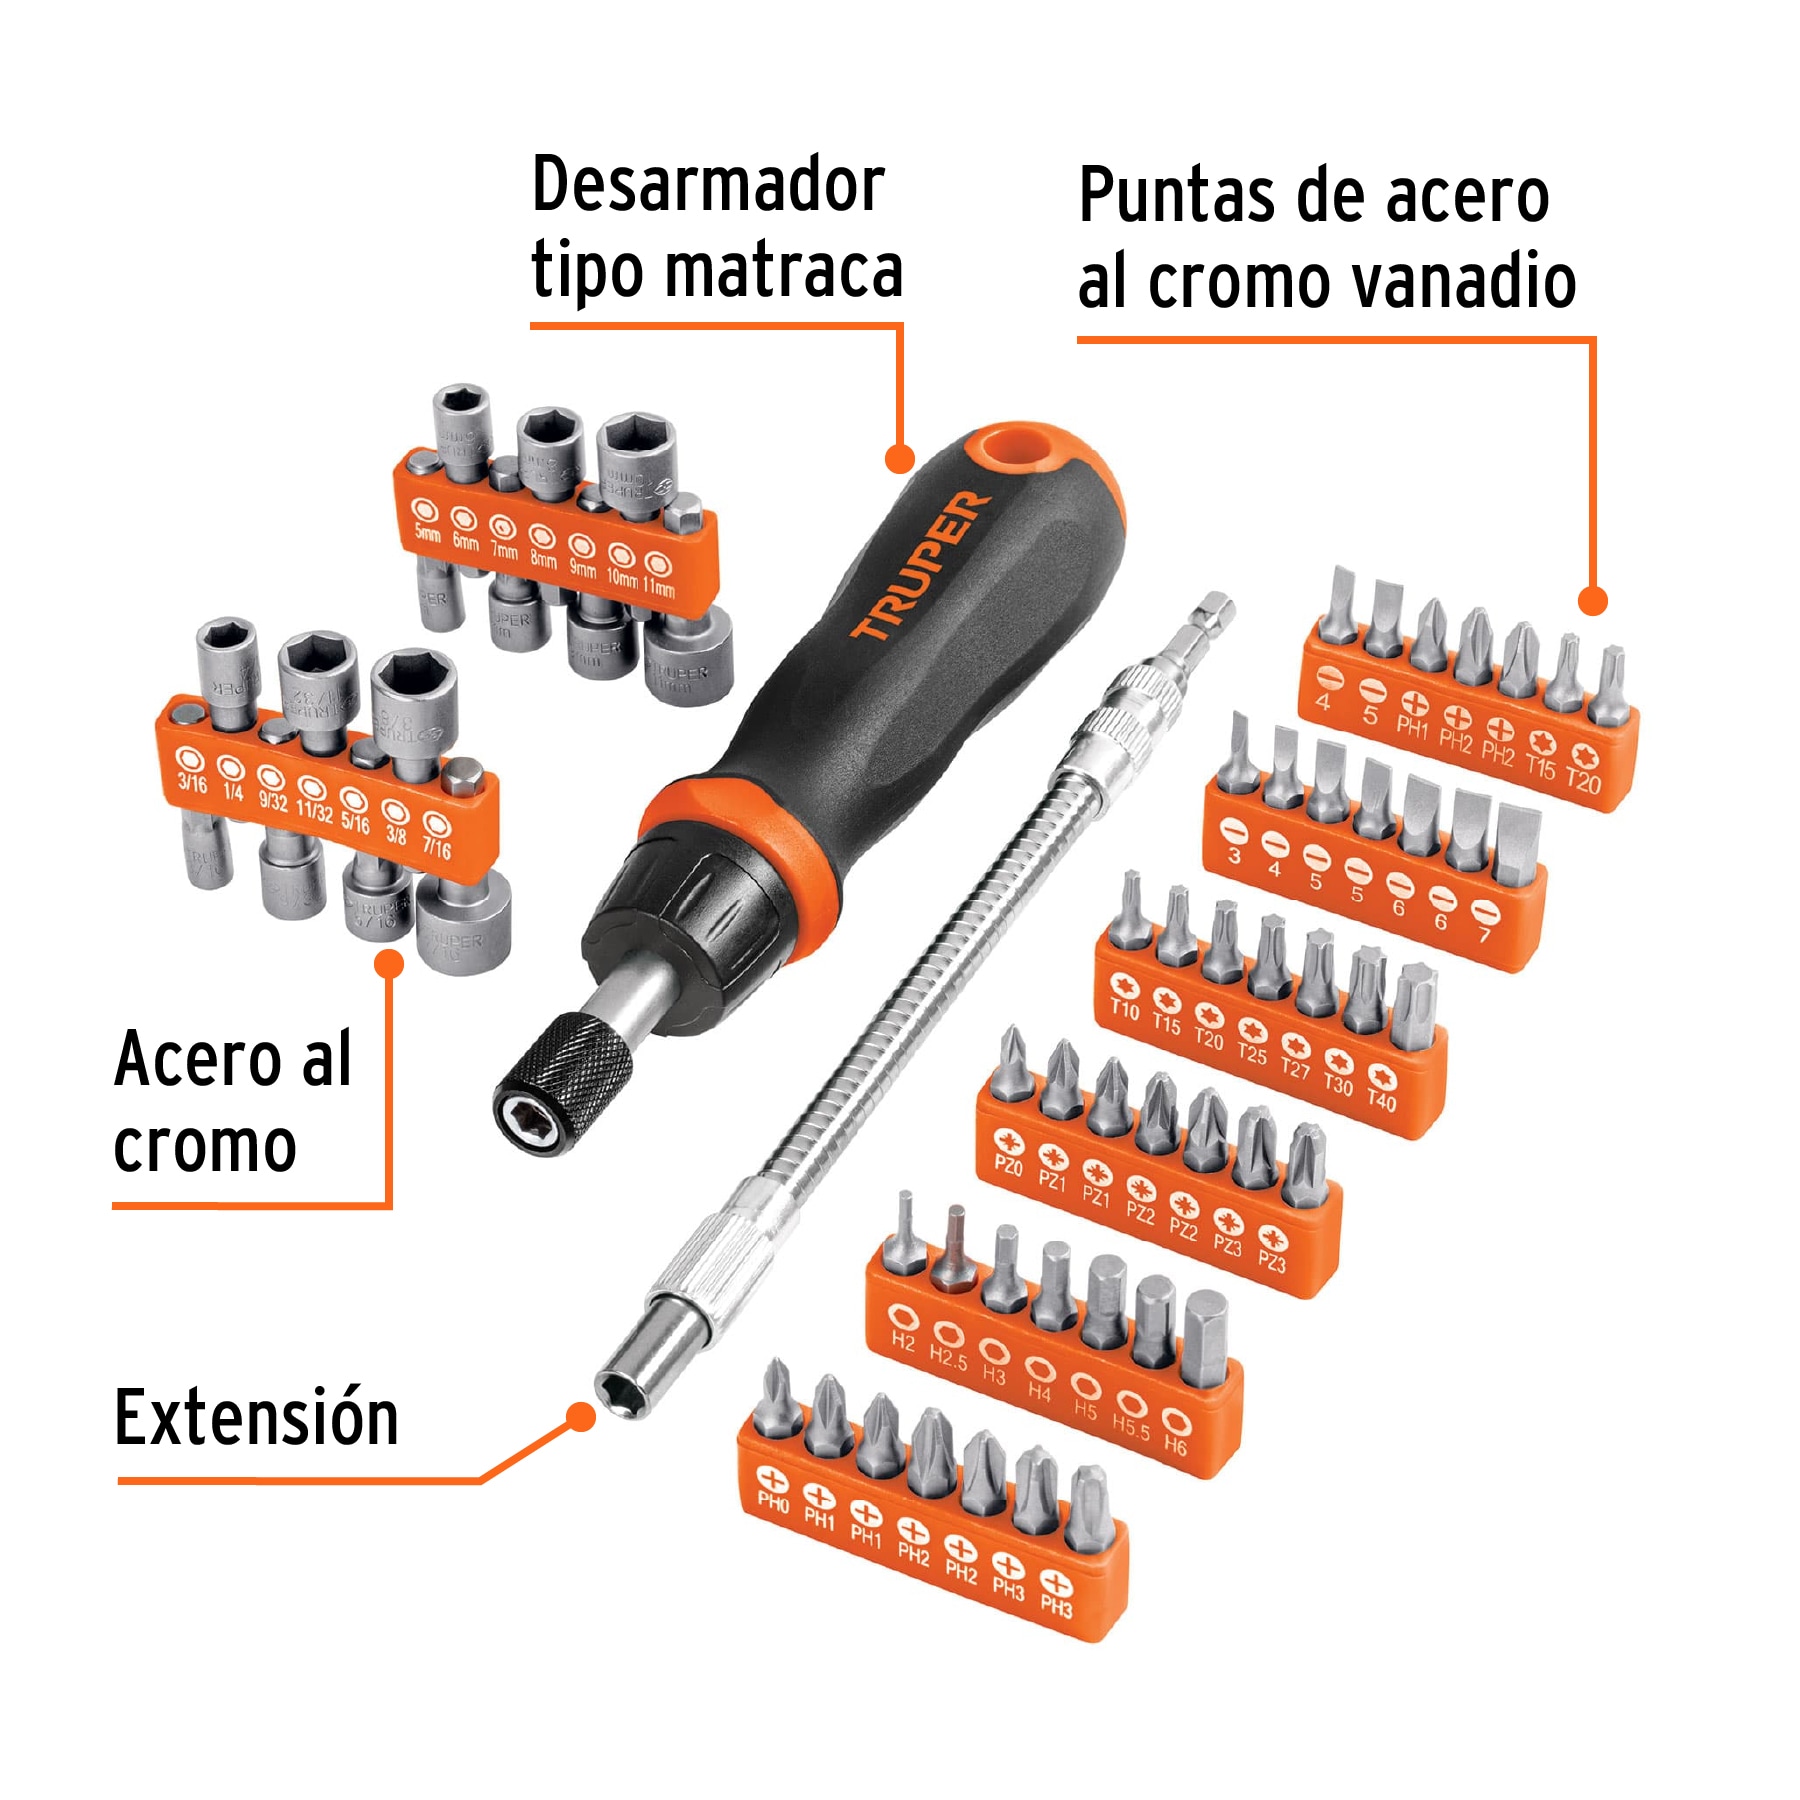 Desarmador
tipo matraca
Puntas de acero
al cromo vanadio
TRUPER
5mm 6mm 7mm 8mm 9mm 10mm 11mm
3/16 1/4 9/32 11/32 5/16 3/8 7/16
4 5 PH1 PH2 PH2 T15 T20
3 4 5 5 6 6 7
T10 T15 T20 T25 T27 T30 T40
PZ0 PZ1 PZ1 PZ2 PZ2 PZ3 PZ3
H2 H2.5 H3 H4 H5 H5.5 H6
PH0 PH1 PH1 PH2 PH2 PH3 PH3
Acero al
cromo
Extensión